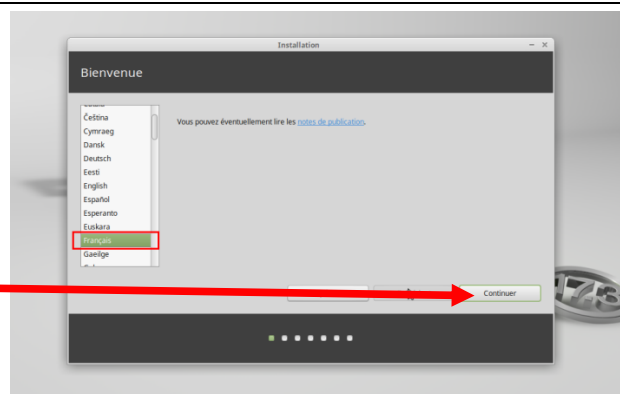 Installation
Bienvenue
Čeština
Cymraeg
Dansk
Deutsch
Eesti
English
Español
Esperanto
Euskara
Français
Gaeilge
Vous pouvez éventuellement lire les notes de publication.
Continuer
173